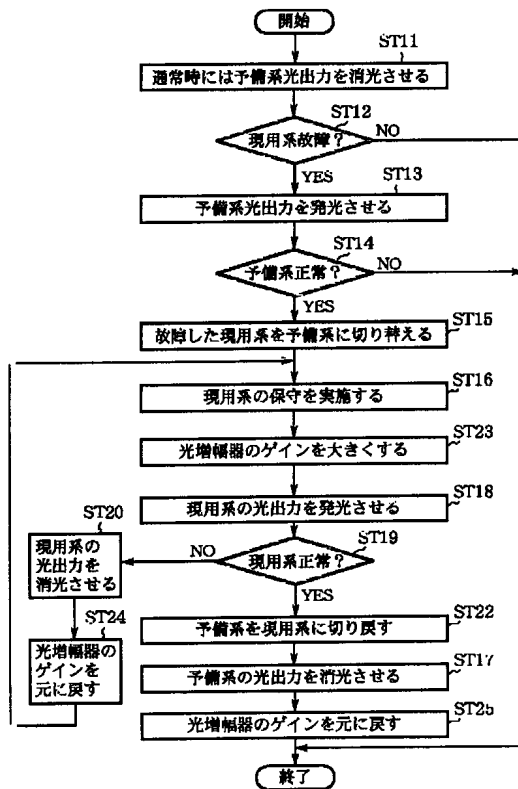 開始
ST11
通常時には予備系光出力を消光させる
ST12
現用系故障?
NO
YES
ST13
予備系光出力を発光させる
ST14
予備系正常?
NO
YES
ST15
故障した現用系を予備系に切り替える
ST16
現用系の保守を実施する
ST23
光増幅器のゲインを大きくする
ST18
現用系の光出力を発光させる
ST19
現用系正常?
NO
YES
ST20
現用系の
光出力を
消光させる
ST24
光増幅器の
ゲインを
元に戻す
ST22
予備系を現用系に切り戻す
ST17
予備系の光出力を消光させる
ST25
光増幅器のゲインを元に戻す
終了